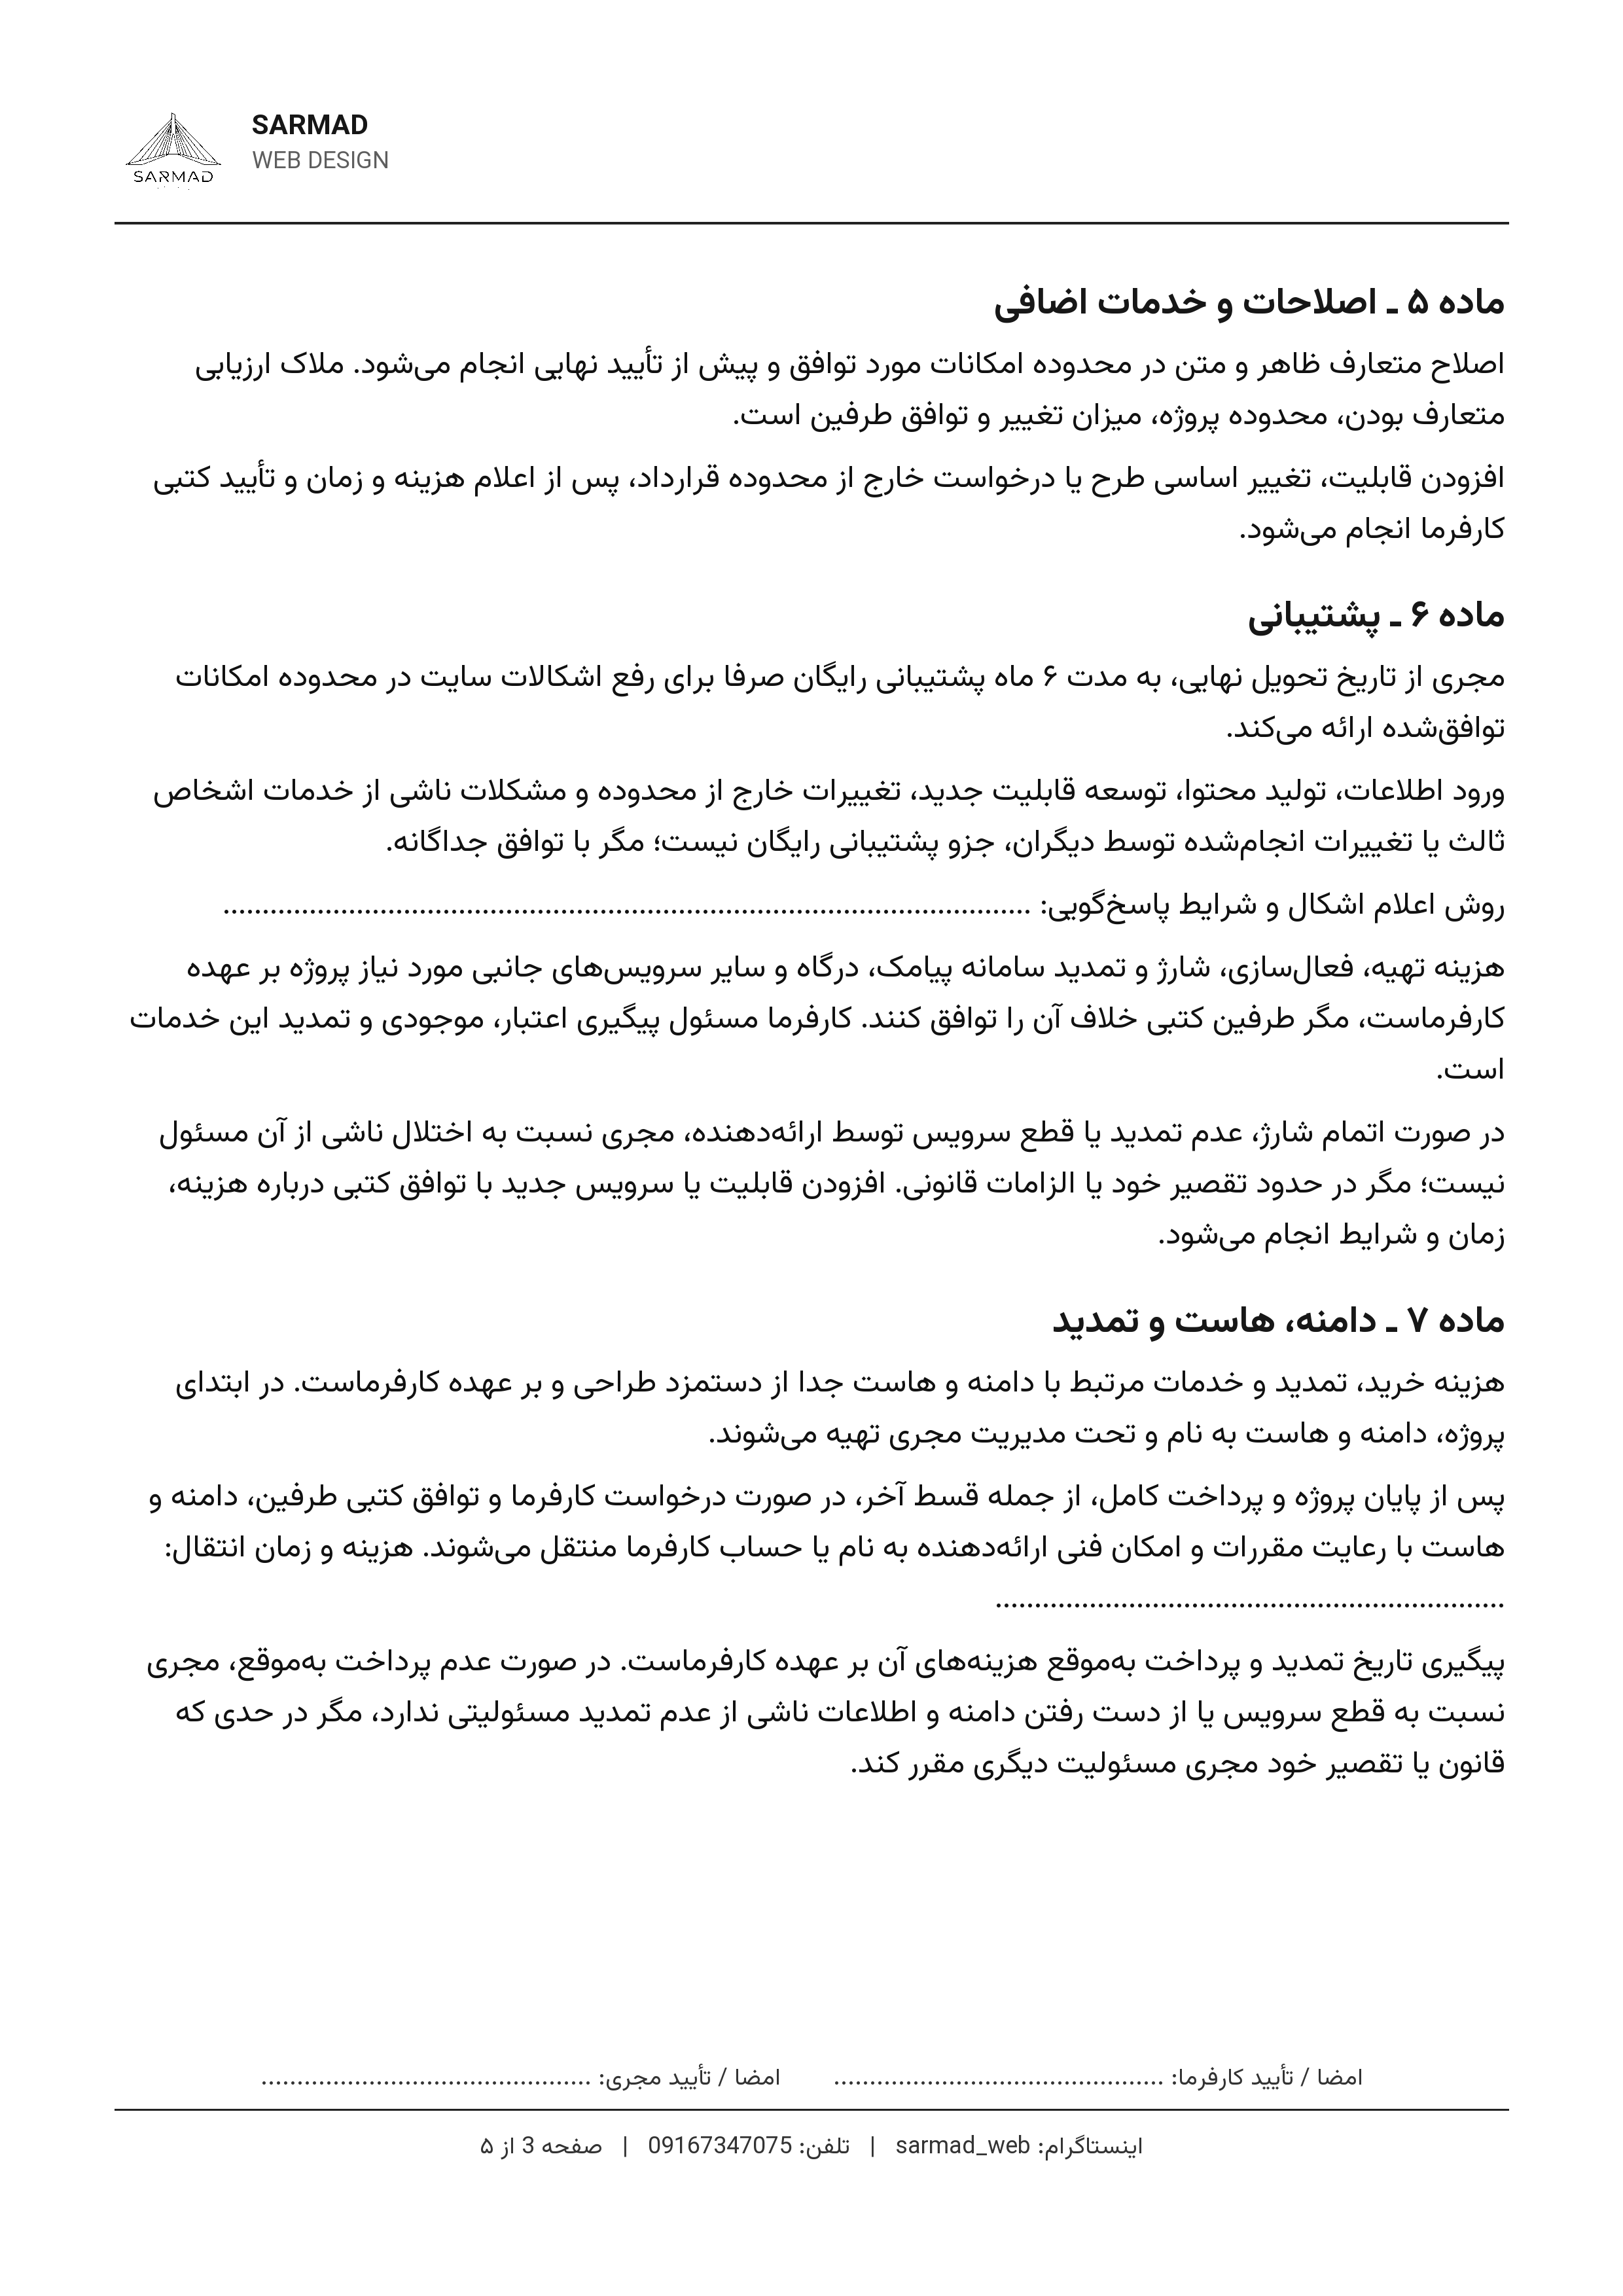 SARMAD
WEB DESIGN
SARMAD
ماده ۵ ـ اصلاحات و خدمات اضافی
اصلاح متعارف ظاهر و متن در محدوده امکانات مورد توافق و پیش از تأیید نهایی انجام می‌شود. ملاک ارزیابی
متعارف بودن، محدوده پروژه، میزان تغییر و توافق طرفین است.
افزودن قابلیت، تغییر اساسی طرح یا درخواست خارج از محدوده قرارداد، پس از اعلام هزینه و زمان و تأیید کتبی
کارفرما انجام می‌شود.
ماده ۶ ـ پشتیبانی
مجری از تاریخ تحویل نهایی، به مدت ۶ ماه پشتیبانی رایگان صرفا برای رفع اشکالات سایت در محدوده امکانات
توافق‌شده ارائه می‌کند.
ورود اطلاعات، تولید محتوا، توسعه قابلیت جدید، تغییرات خارج از محدوده و مشکلات ناشی از خدمات اشخاص
ثالث یا تغییرات انجام‌شده توسط دیگران، جزو پشتیبانی رایگان نیست؛ مگر با توافق جداگانه.
روش اعلام اشکال و شرایط پاسخ‌گویی: ....................................................................................................
هزینه تهیه، فعال‌سازی، شارژ و تمدید سامانه پیامک، درگاه و سایر سرویس‌های جانبی مورد نیاز پروژه بر عهده
کارفرماست، مگر طرفین کتبی خلاف آن را توافق کنند. کارفرما مسئول پیگیری اعتبار، موجودی و تمدید این خدمات
است.
در صورت اتمام شارژ، عدم تمدید یا قطع سرویس توسط ارائه‌دهنده، مجری نسبت به اختلال ناشی از آن مسئول
نیست؛ مگر در حدود تقصیر خود یا الزامات قانونی. افزودن قابلیت یا سرویس جدید با توافق کتبی درباره هزینه،
زمان و شرایط انجام می‌شود.
ماده ۷ ـ دامنه، هاست و تمدید
هزینه خرید، تمدید و خدمات مرتبط با دامنه و هاست جدا از دستمزد طراحی و بر عهده کارفرماست. در ابتدای
پروژه، دامنه و هاست به نام و تحت مدیریت مجری تهیه می‌شوند.
پس از پایان پروژه و پرداخت کامل، از جمله قسط آخر، در صورت درخواست کارفرما و توافق کتبی طرفین، دامنه و
هاست با رعایت مقررات و امکان فنی ارائه‌دهنده به نام یا حساب کارفرما منتقل می‌شوند. هزینه و زمان انتقال:
...............................................................
پیگیری تاریخ تمدید و پرداخت به‌موقع هزینه‌های آن بر عهده کارفرماست. در صورت عدم پرداخت به‌موقع، مجری
نسبت به قطع سرویس یا از دست رفتن دامنه و اطلاعات ناشی از عدم تمدید مسئولیتی ندارد، مگر در حدی که
قانون یا تقصیر خود مجری مسئولیت دیگری مقرر کند.
امضا / تأیید کارفرما: .............................................. امضا / تأیید مجری: ..............................................
اینستاگرام: sarmad_web | تلفن: 09167347075 | صفحه 3 از ۵